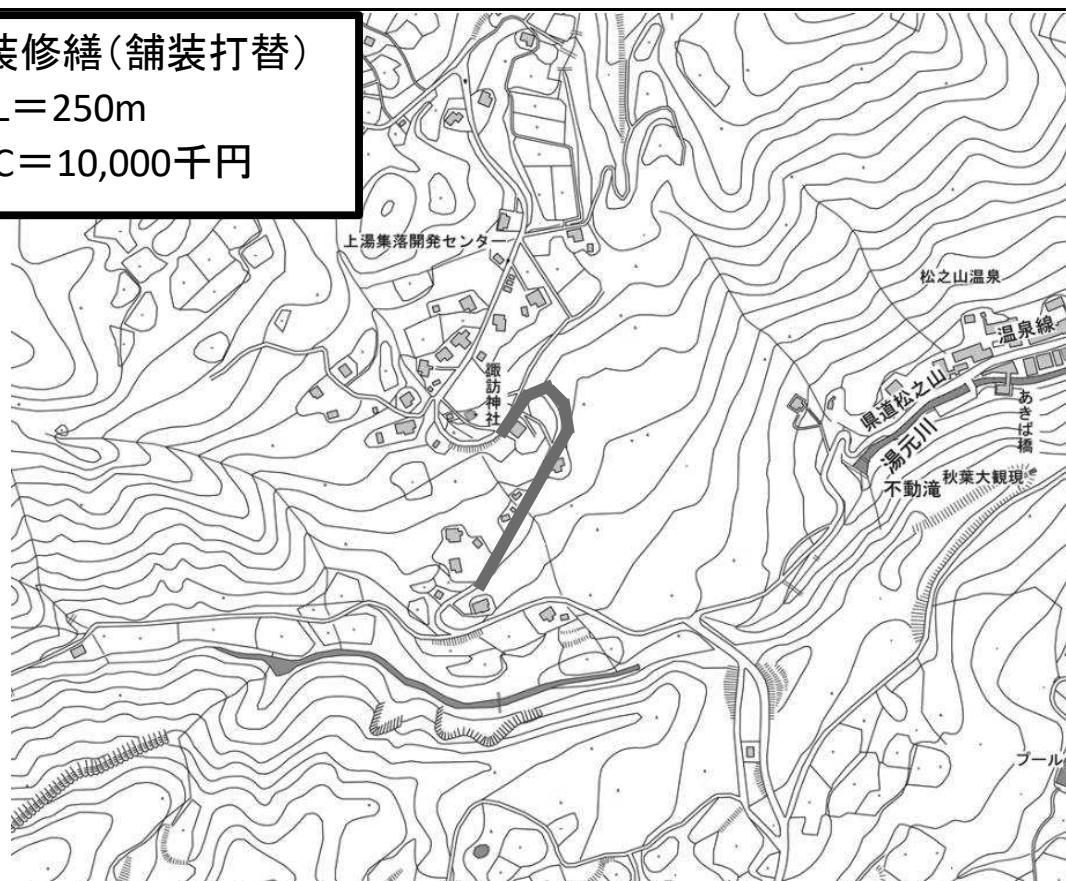 装修繕(舗装打替)
L=250m
C=10,000千円
上湯集落開発センター
松之山温泉
温泉線
諏訪神社
県道松之山
あきば橋
湯元川
秋葉大観現
不動滝
プール